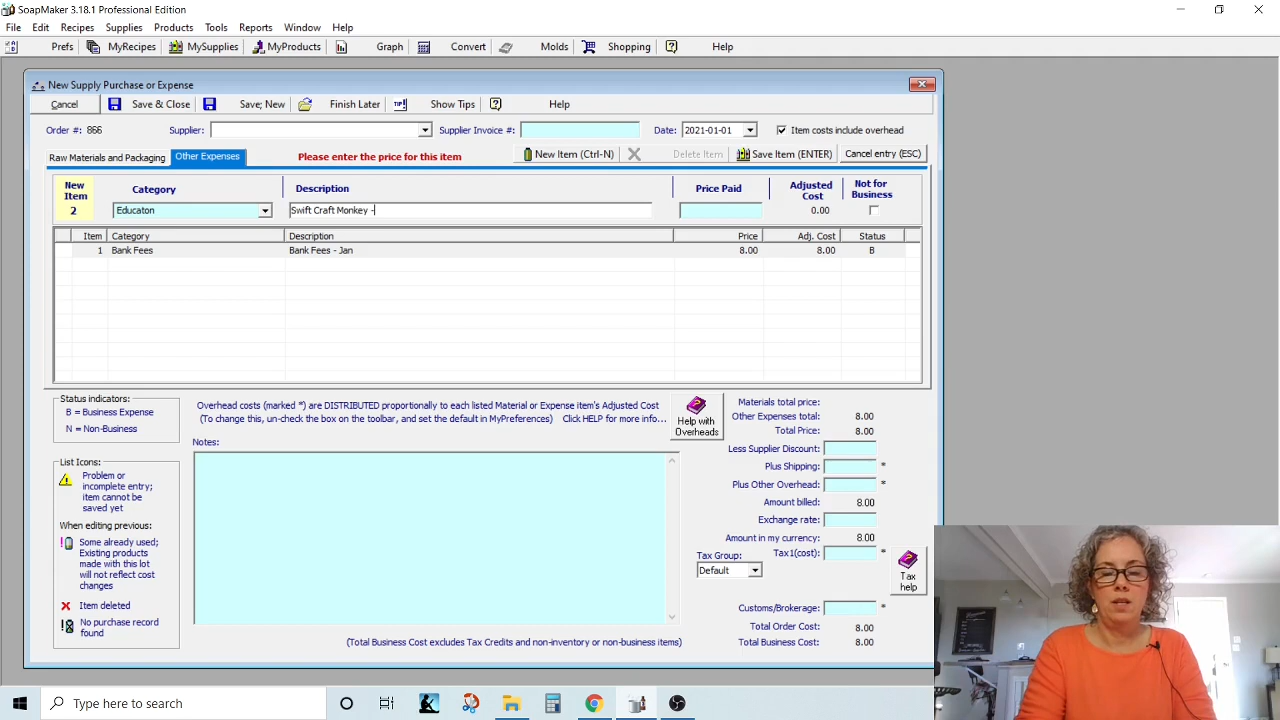 SoapMaker 3.18.1 Professional Edition
File Edit Recipes Supplies Products Tools Reports Window Help
Prefs MyRecipes MySupplies MyProducts Graph Convert Molds Shopping Help
New Supply Purchase or Expense
Cancel Save & Close Save; New Finish Later TIP! Show Tips Help
Order #: 866 Supplier: Supplier Invoice #: Date: 2021-01-01 Item costs include overhead
Raw Materials and Packaging Other Expenses Please enter the price for this item New Item (Ctrl-N) Delete Item Save Item (ENTER) Cancel entry (ESC)
New Item 2 Category Description Price Paid Adjusted Cost Not for Business
Educaton Swift Craft Monkey - 0.00
Item Category Description Price Adj. Cost Status
1 Bank Fees Bank Fees - Jan 8.00 8.00 B
Status indicators:
B = Business Expense
N = Non-Business
Overhead costs (marked *) are DISTRIBUTED proportionally to each listed Material or Expense item's Adjusted Cost
(To change this, un-check the box on the toolbar, and set the default in MyPreferences) Click HELP for more info...
Help with
Overheads
Notes:
List Icons:
Problem or
incomplete entry;
item cannot be
saved yet
When editing previous:
Some already used;
Existing products
made with this lot
will not reflect cost
changes
Item deleted
No purchase record
found
Materials total price:
Other Expenses total: 8.00
Total Price: 8.00
Less Supplier Discount:
Plus Shipping: *
Plus Other Overhead: *
Amount billed: 8.00
Exchange rate:
Amount in my currency: 8.00
Tax Group: Tax1(cost): *
Default
Tax
help
Customs/Brokerage: *
Total Order Cost: 8.00
(Total Business Cost excludes Tax Credits and non-inventory or non-business items) Total Business Cost: 8.00
Type here to search